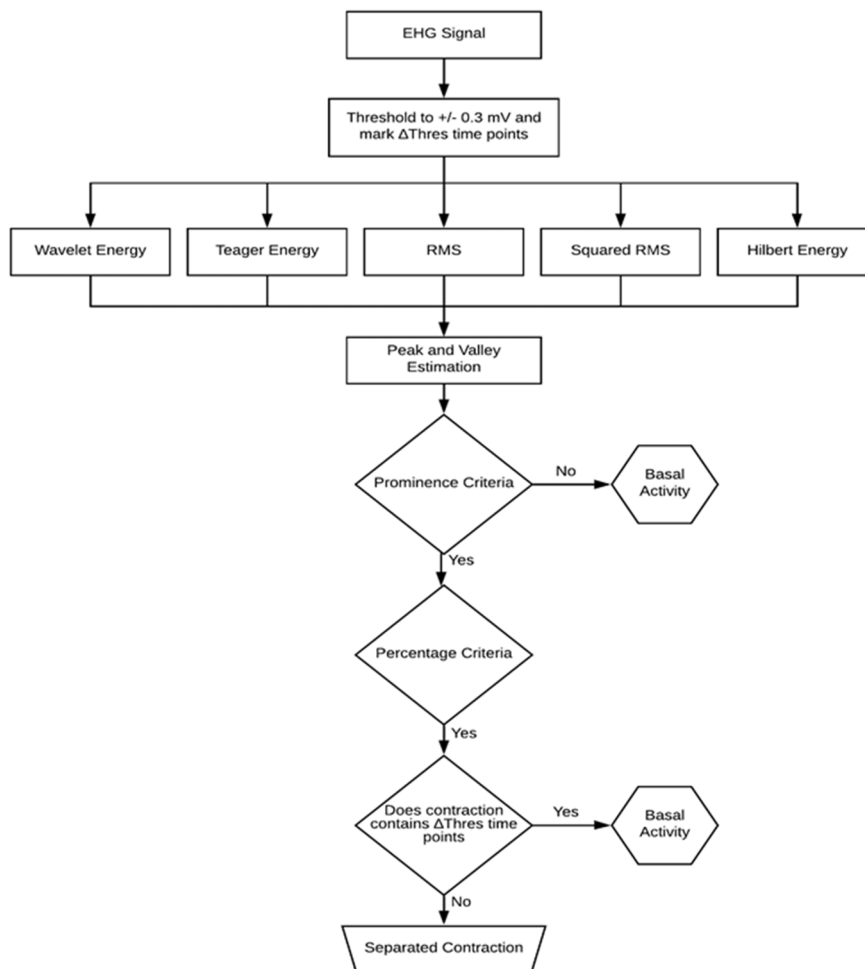 EHG Signal
Threshold to +/- 0.3 mV and
mark ΔThres time points
Wavelet Energy
Teager Energy
RMS
Squared RMS
Hilbert Energy
Peak and Valley
Estimation
Prominence Criteria
No
Basal
Activity
Yes
Percentage Criteria
Yes
Does contraction
contains ΔThres time
points
Yes
Basal
Activity
No
Separated Contraction